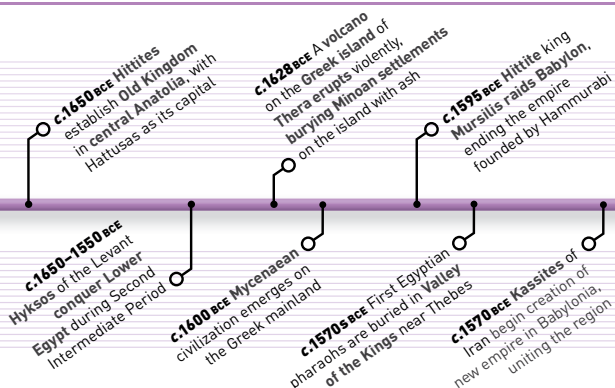 c.1650 BCE Hittites
establish Old Kingdom
in central Anatolia, with
Hattusas as its capital
c.1650–1550 BCE
Hyksos of the Levant
conquer Lower
Egypt during Second
Intermediate Period
c.1628 BCE A volcano
on the Greek island of
Thera erupts violently,
burying Minoan settlements
on the island with ash
c.1600 BCE Mycenaean
civilization emerges on
the Greek mainland
c.1595 BCE Hittite king
Mursilis raids Babylon,
ending the empire
founded by Hammurabi
c.1570s BCE First Egyptian
pharaohs are buried in Valley
of the Kings near Thebes
c.1570 BCE Kassites of
Iran begin creation of
new empire in Babylonia,
uniting the region